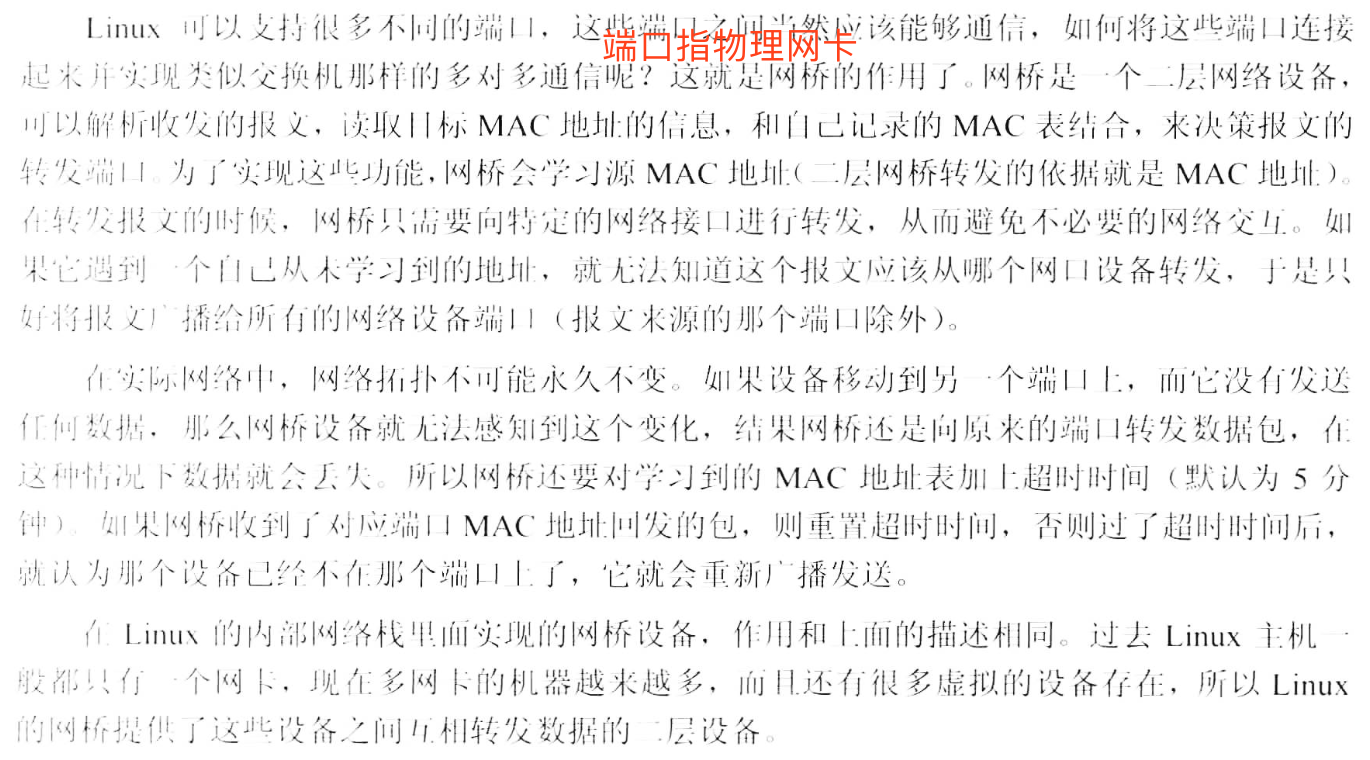 Linux 可以支持很多不同的端口，这些端口之间当然应该能够通信，如何将这些端口连接
端口指物理网卡
起来并实现类似交换机那样的多对多通信呢？这就是网桥的作用了。网桥是一个二层网络设备，
可以解析收发的报文，读取目标 MAC 地址的信息，和自己记录的 MAC 表结合，来决策报文的
转发端口。为了实现这些功能，网桥会学习源 MAC 地址（二层网桥转发的依据就是 MAC 地址）。
在转发报文的时候，网桥只需要向特定的网络接口进行转发，从而避免不必要的网络交互。如
果它遇到一个自己从未学习到的地址，就无法知道这个报文应该从哪个网口设备转发，于是只
好将报文广播给所有的网络设备端口（报文来源的那个端口除外）。
在实际网络中，网络拓扑不可能永久不变。如果设备移动到另一个端口上，而它没有发送
任何数据，那么网桥设备就无法感知到这个变化，结果网桥还是向原来的端口转发数据包，在
这种情况下数据就会丢失。所以网桥还要对学习到的 MAC 地址表加上超时时间（默认为 5 分
钟）。如果网桥收到了对应端口 MAC 地址回发的包，则重置超时时间，否则过了超时时间后，
就认为那个设备已经不在那个端口上了，它就会重新广播发送。
在 Linux 的内部网络栈里面实现的网桥设备，作用和上面的描述相同。过去 Linux 主机一
般都只有一个网卡，现在多网卡的机器越来越多，而且还有很多虚拟的设备存在，所以 Linux
的网桥提供了这些设备之间互相转发数据的二层设备。